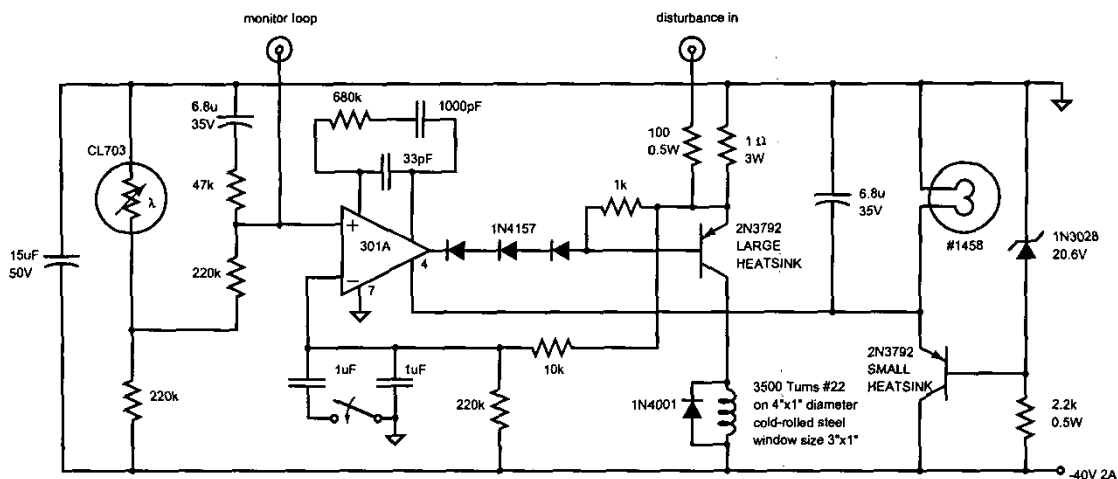 monitor loop
disturbance in
6.8u
35V
680k
1000pF
33pF
100
0.5W
1 Ω
3W
CL703
λ
47k
1k
6.8u
35V
#1458
1N3028
20.6V
15uF
50V
220k
+
301A
−
4
7
1N4157
2N3792
LARGE
HEATSINK
2N3792
SMALL
HEATSINK
1uF
1uF
10k
220k
220k
1N4001
3500 Turns #22
on 4"x1" diameter
cold-rolled steel
window size 3"x1"
2.2k
0.5W
-40V 2A